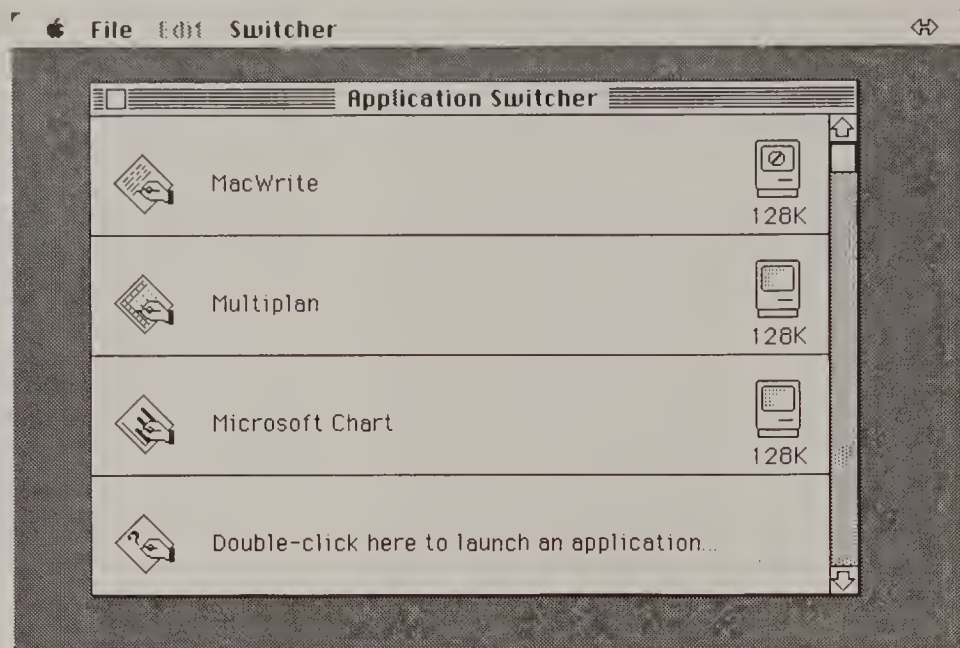 File Edit Switcher
Application Switcher
MacWrite
128K
Multiplan
128K
Microsoft Chart
128K
Double-click here to launch an application...